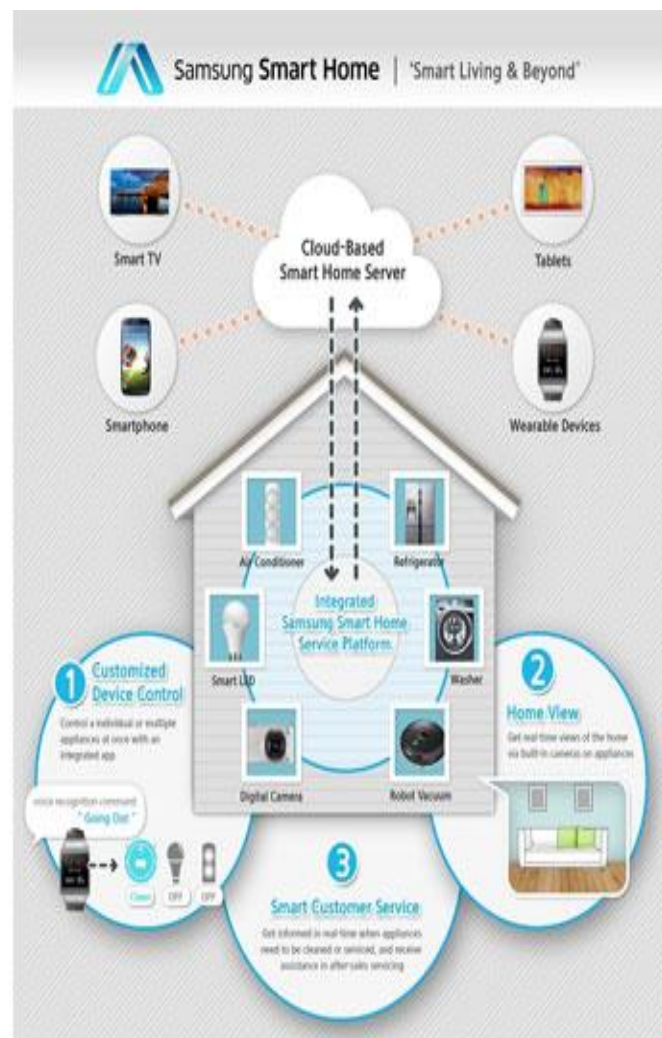 Samsung Smart Home | 'Smart Living & Beyond'
Smart TV
Cloud-Based
Smart Home Server
Tablets
Smartphone
Wearable Devices
Air Conditioner
Refrigerator
Integrated
Samsung Smart Home
Service Platform
Smart LED
Washer
Digital Camera
Robot Vacuum
1
Customized
Device Control
Control a individual or multiple
appliances at once with an
integrated app
voice recognition command
" Going Out "
Clean
OFF
OFF
2
Home View
Get real-time views of the home
via built-in cameras on appliances
3
Smart Customer Service
Get informed in real-time when appliances
need to be cleaned or serviced, and receive
assistance in after-sales servicing